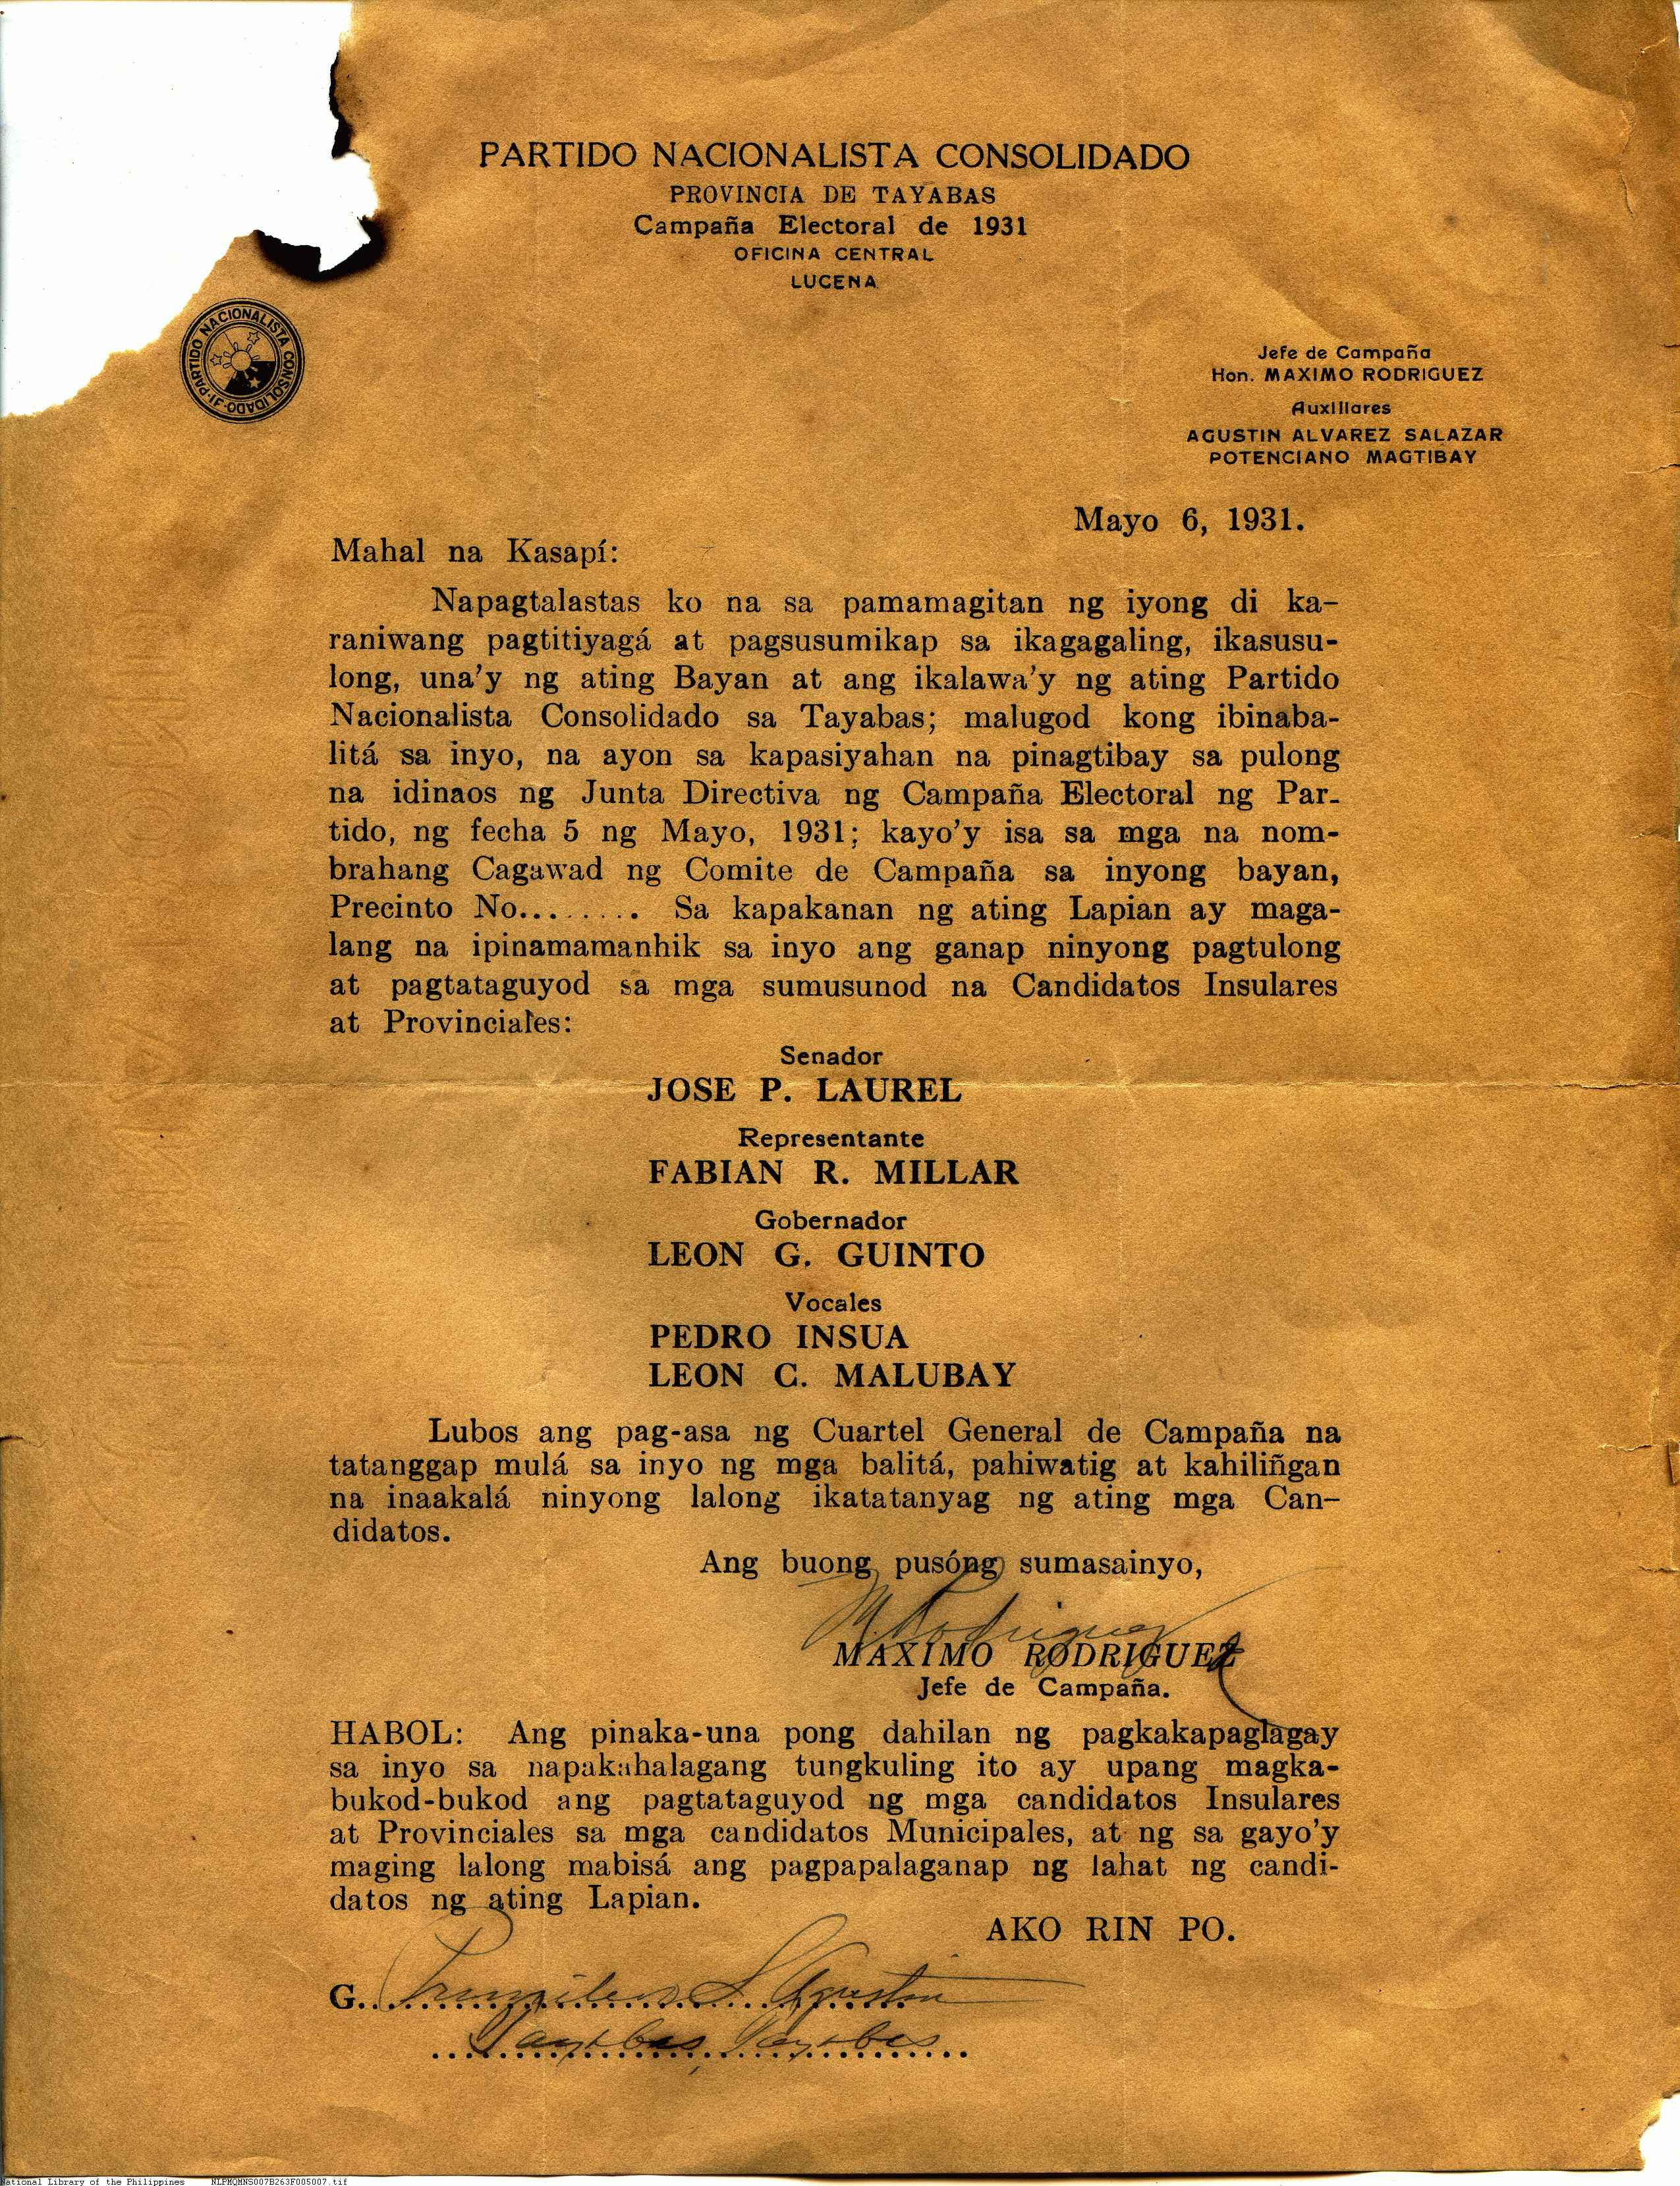 PARTIDO NACIONALISTA CONSOLIDADO
PROVINCIA DE TAYABAS
Campaña Electoral de 1931
OFICINA CENTRAL
LUCENA
PARTIDO NACIONALISTA CONSOLIDADO
Jefe de Campaña
Hon. MAXIMO RODRIGUEZ
Auxiliares
AGUSTIN ALVAREZ SALAZAR
POTENCIANO MAGTIBAY
Mayo 6, 1931.
Mahal na Kasapí:
Napagtalastas ko na sa pamamagitan ng iyong di ka-
raniwang pagtitiyagá at pagsusumikap sa ikagagaling, ikasusu-
long, una'y ng ating Bayan at ang ikalawa'y ng ating Partido
Nacionalista Consolidado sa Tayabas; malugod kong ibinaba-
litá sa inyo, na ayon sa kapasiyahan na pinagtibay sa pulong
na idinaos ng Junta Directiva ng Campaña Electoral ng Par-
tido, ng fecha 5 ng Mayo, 1931; kayo'y isa sa mga na nom-
brahang Cagawad ng Comite de Campaña sa inyong bayan,
Precinto No........ Sa kapakanan ng ating Lapian ay maga-
lang na ipinamamanhik sa inyo ang ganap ninyong pagtulong
at pagtataguyod sa mga sumusunod na Candidatos Insulares
at Provinciales:
Senador
JOSE P. LAUREL
Representante
FABIAN R. MILLAR
Gobernador
LEON G. GUINTO
Vocales
PEDRO INSUA
LEON C. MALUBAY
Lubos ang pag-asa ng Cuartel General de Campaña na
tatanggap mulá sa inyo ng mga balitá, pahiwatig at kahiliñgan
na inaakalá ninyong lalong ikatatanyag ng ating mga Can-
didatos.
Ang buong pusóng sumasainyo,
M. Rodriguez
MAXIMO RODRIGUEZ
Jefe de Campaña.
HABOL: Ang pinaka-una pong dahilan ng pagkakapaglagay
sa inyo sa napakahalagang tungkuling ito ay upang magka-
bukod-bukod ang pagtataguyod ng mga candidatos Insulares
at Provinciales sa mga candidatos Municipales, at ng sa gayo'y
maging lalong mabisá ang pagpapalaganap ng lahat ng candi-
datos ng ating Lapian.
AKO RIN PO.
G. S. Agustin
Tayabas, Tayabas
National Library of the Philippines NLPMQMNS007B263F005007.tif